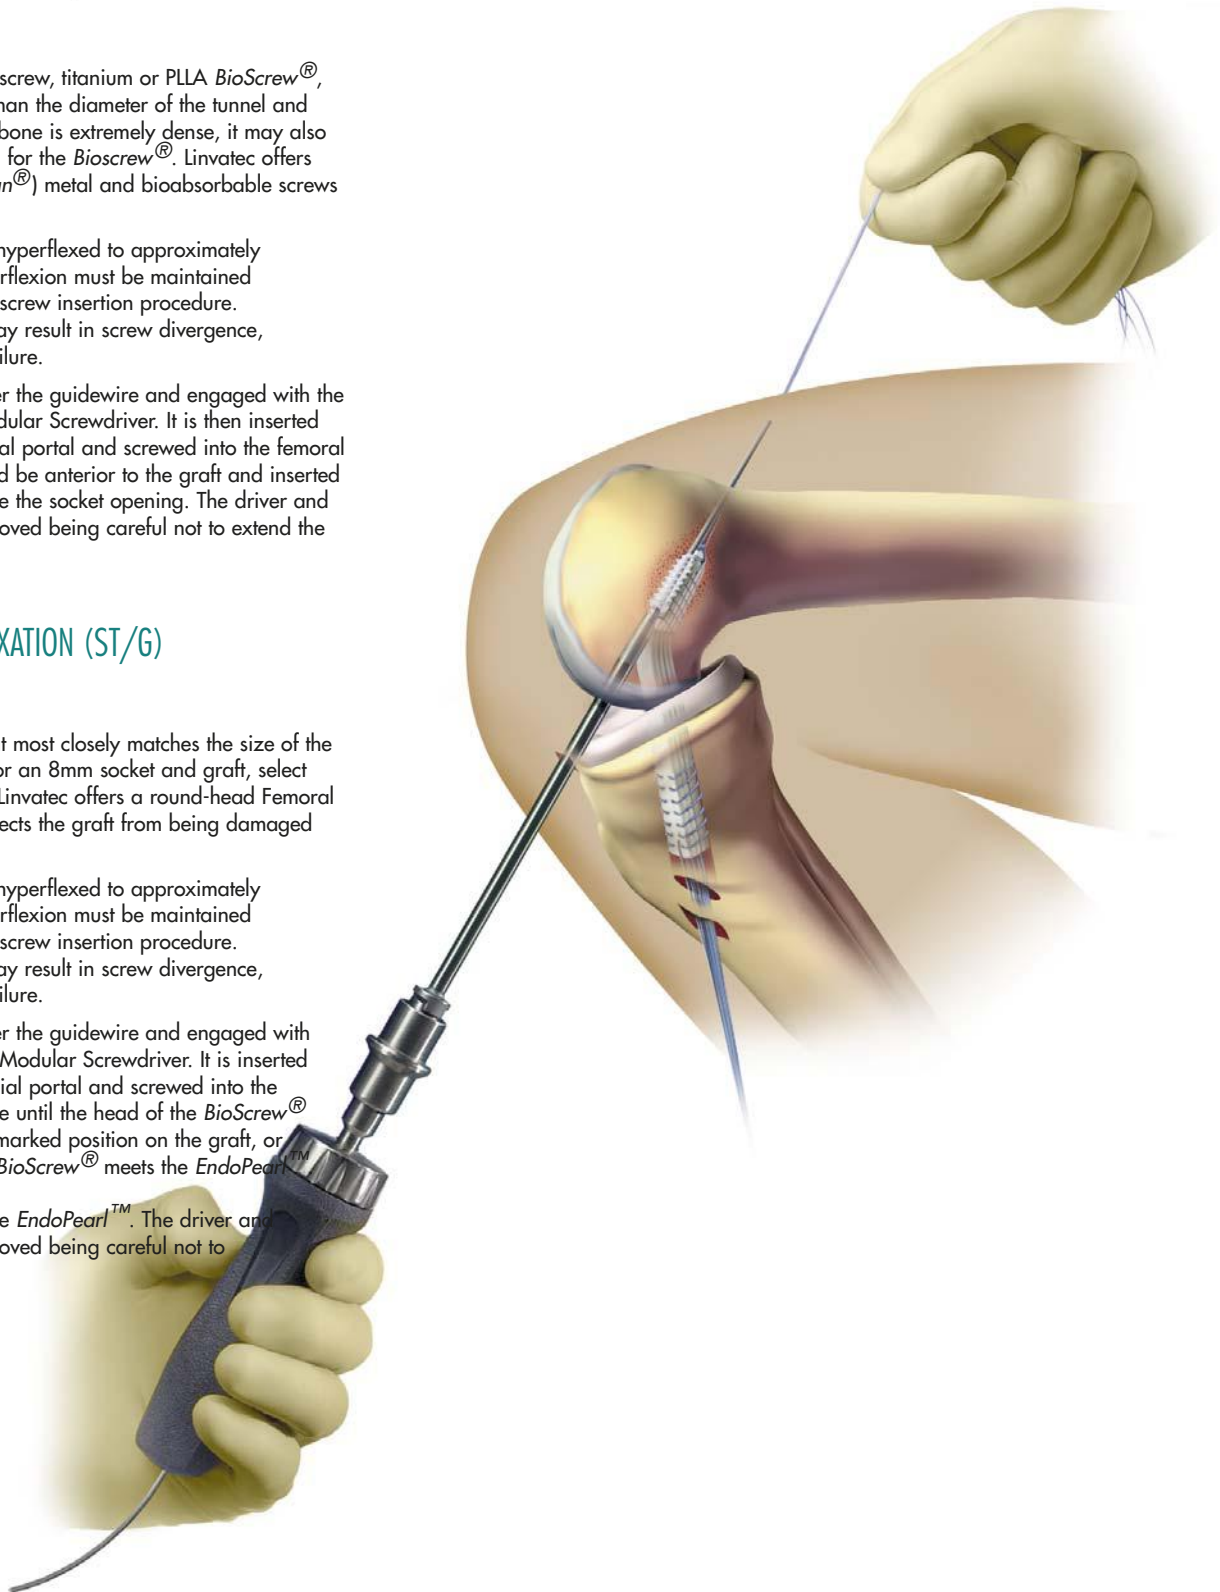 screw, titanium or PLLA BioScrew®,
han the diameter of the tunnel and
bone is extremely dense, it may also
for the Bioscrew®. Linvatec offers
n®) metal and bioabsorbable screws
hyperflexed to approximately
rflexion must be maintained
screw insertion procedure.
ay result in screw divergence,
ilure.
er the guidewire and engaged with the
dular Screwdriver. It is then inserted
al portal and screwed into the femoral
d be anterior to the graft and inserted
e the socket opening. The driver and
oved being careful not to extend the
XATION (ST/G)
t most closely matches the size of the
or an 8mm socket and graft, select
Linvatec offers a round-head Femoral
ects the graft from being damaged
hyperflexed to approximately
rflexion must be maintained
screw insertion procedure.
ay result in screw divergence,
ilure.
er the guidewire and engaged with
Modular Screwdriver. It is inserted
ial portal and screwed into the
e until the head of the BioScrew®
marked position on the graft, or
BioScrew® meets the EndoPearl™.
e EndoPearl™. The driver and
oved being careful not to